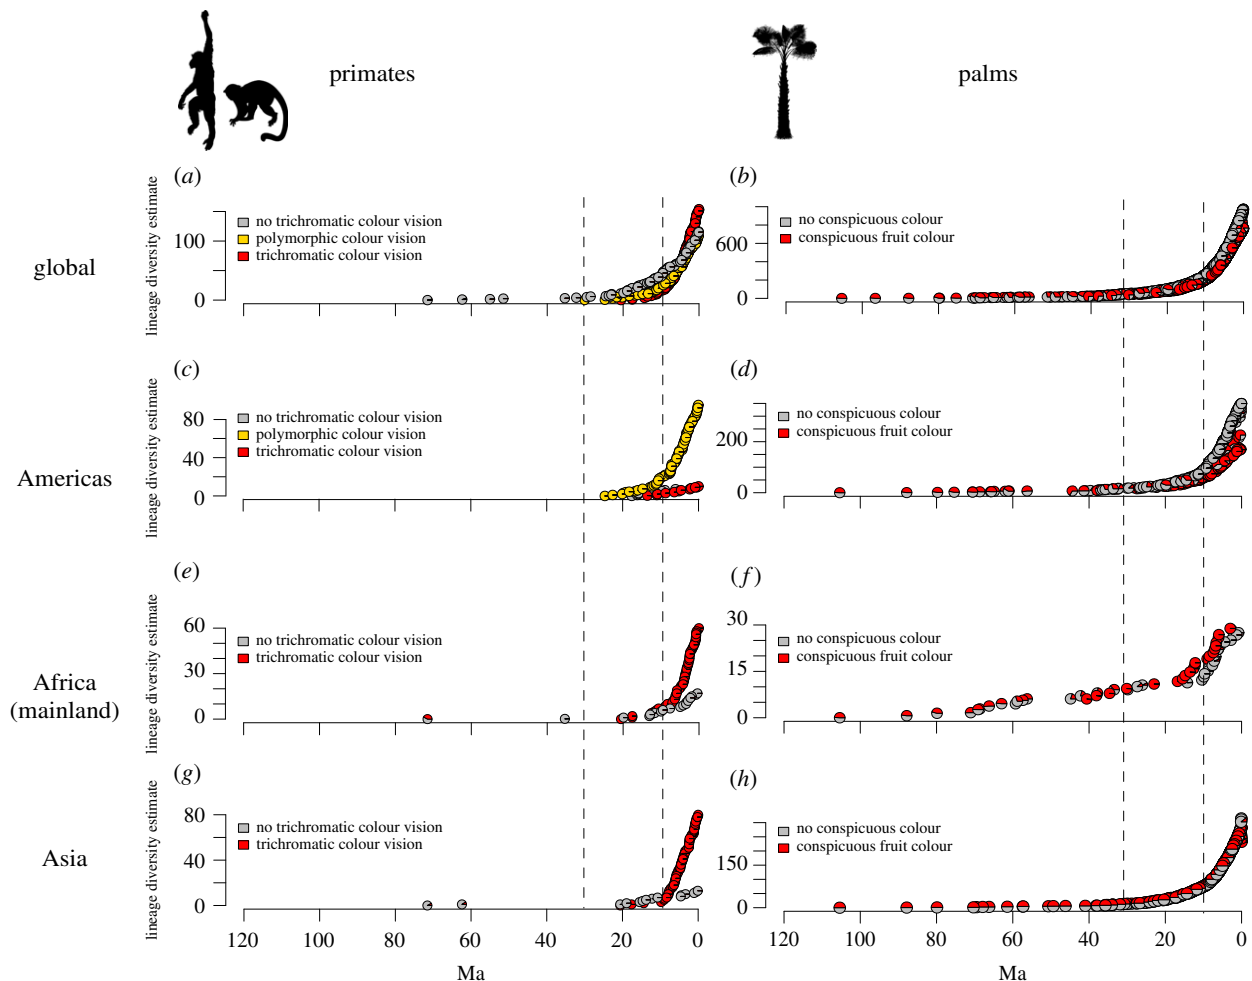 primates
palms
(a)
(b)
global
lineage diversity estimate
100
0
no trichromatic colour vision
polymorphic colour vision
trichromatic colour vision
600
0
no conspicuous colour
conspicuous fruit colour
(c)
(d)
Americas
lineage diversity estimate
80
40
0
no trichromatic colour vision
polymorphic colour vision
trichromatic colour vision
200
0
no conspicuous colour
conspicuous fruit colour
(e)
(f)
Africa
(mainland)
lineage diversity estimate
60
30
0
no trichromatic colour vision
trichromatic colour vision
30
15
0
no conspicuous colour
conspicuous fruit colour
(g)
(h)
Asia
lineage diversity estimate
80
40
0
no trichromatic colour vision
trichromatic colour vision
150
0
no conspicuous colour
conspicuous fruit colour
120 100 80 60 40 20 0
120 100 80 60 40 20 0
Ma
Ma